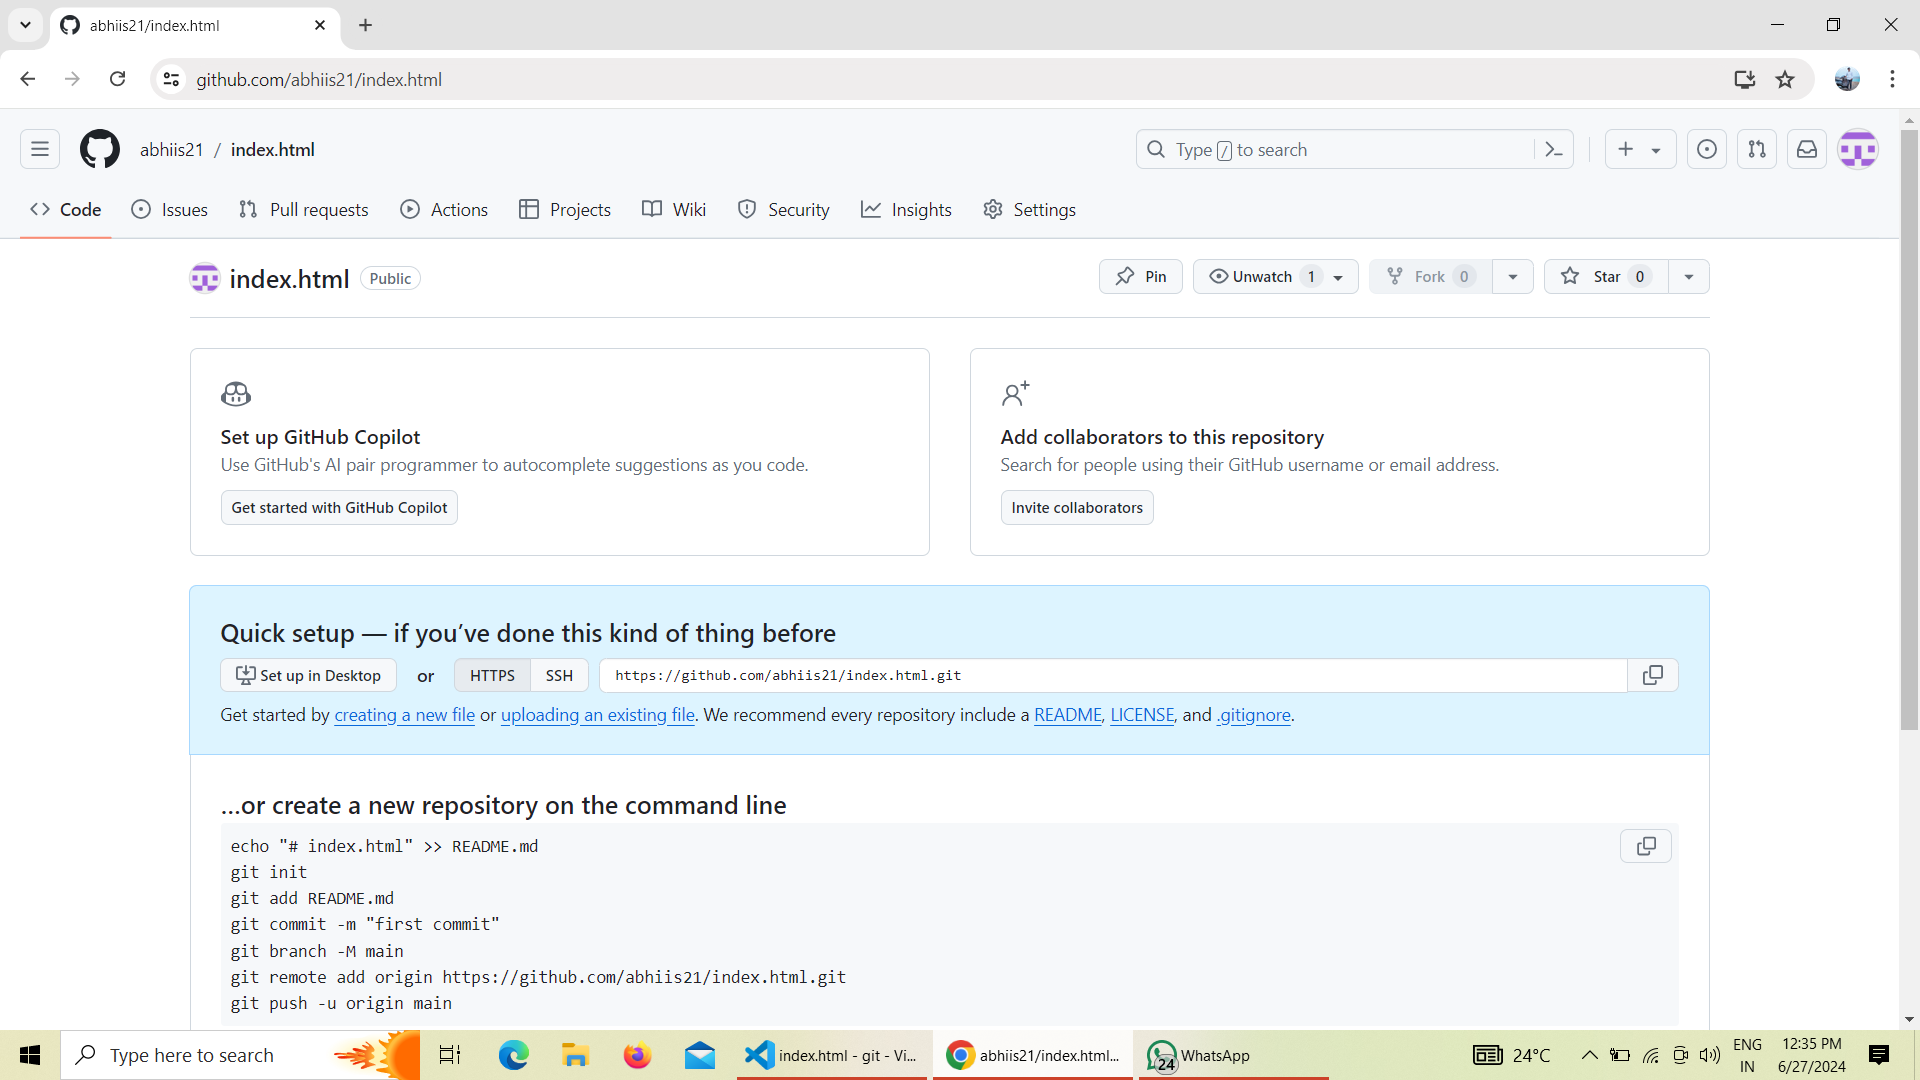 abhiis21/index.html
github.com/abhiis21/index.html
abhiis21 / index.html
Type / to search
Code Issues Pull requests Actions Projects Wiki Security Insights Settings
index.html Public
Pin Unwatch 1 Fork 0 Star 0
Set up GitHub Copilot
Use GitHub's AI pair programmer to autocomplete suggestions as you code.
Get started with GitHub Copilot
Add collaborators to this repository
Search for people using their GitHub username or email address.
Invite collaborators
Quick setup — if you’ve done this kind of thing before
Set up in Desktop or HTTPS SSH https://github.com/abhiis21/index.html.git
Get started by creating a new file or uploading an existing file. We recommend every repository include a README, LICENSE, and .gitignore.
…or create a new repository on the command line
echo "# index.html" >> README.md
git init
git add README.md
git commit -m "first commit"
git branch -M main
git remote add origin https://github.com/abhiis21/index.html.git
git push -u origin main
Type here to search
index.html - git - Vi...
abhiis21/index.html...
24
WhatsApp
24°C
ENG
IN
12:35 PM
6/27/2024